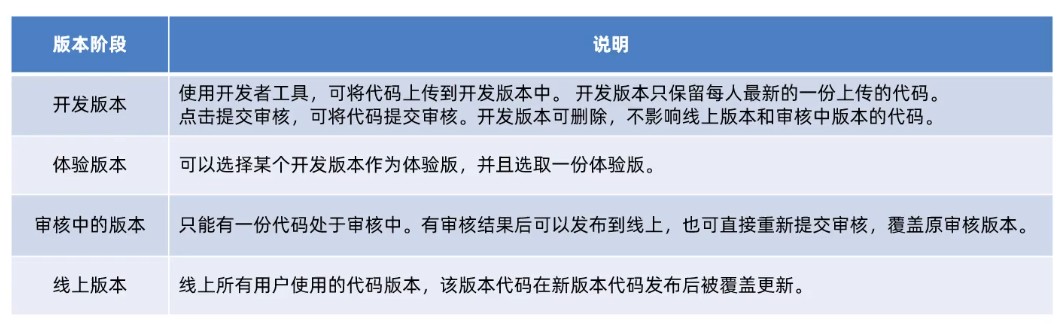 版本阶段
说明
开发版本
使用开发者工具，可将代码上传到开发版本中。 开发版本只保留每人最新的一份上传的代码。
点击提交审核，可将代码提交审核。开发版本可删除，不影响线上版本和审核中版本的代码。
体验版本
可以选择某个开发版本作为体验版，并且选取一份体验版。
审核中的版本
只能有一份代码处于审核中。有审核结果后可以发布到线上，也可直接重新提交审核，覆盖原审核版本。
线上版本
线上所有用户使用的代码版本，该版本代码在新版本代码发布后被覆盖更新。